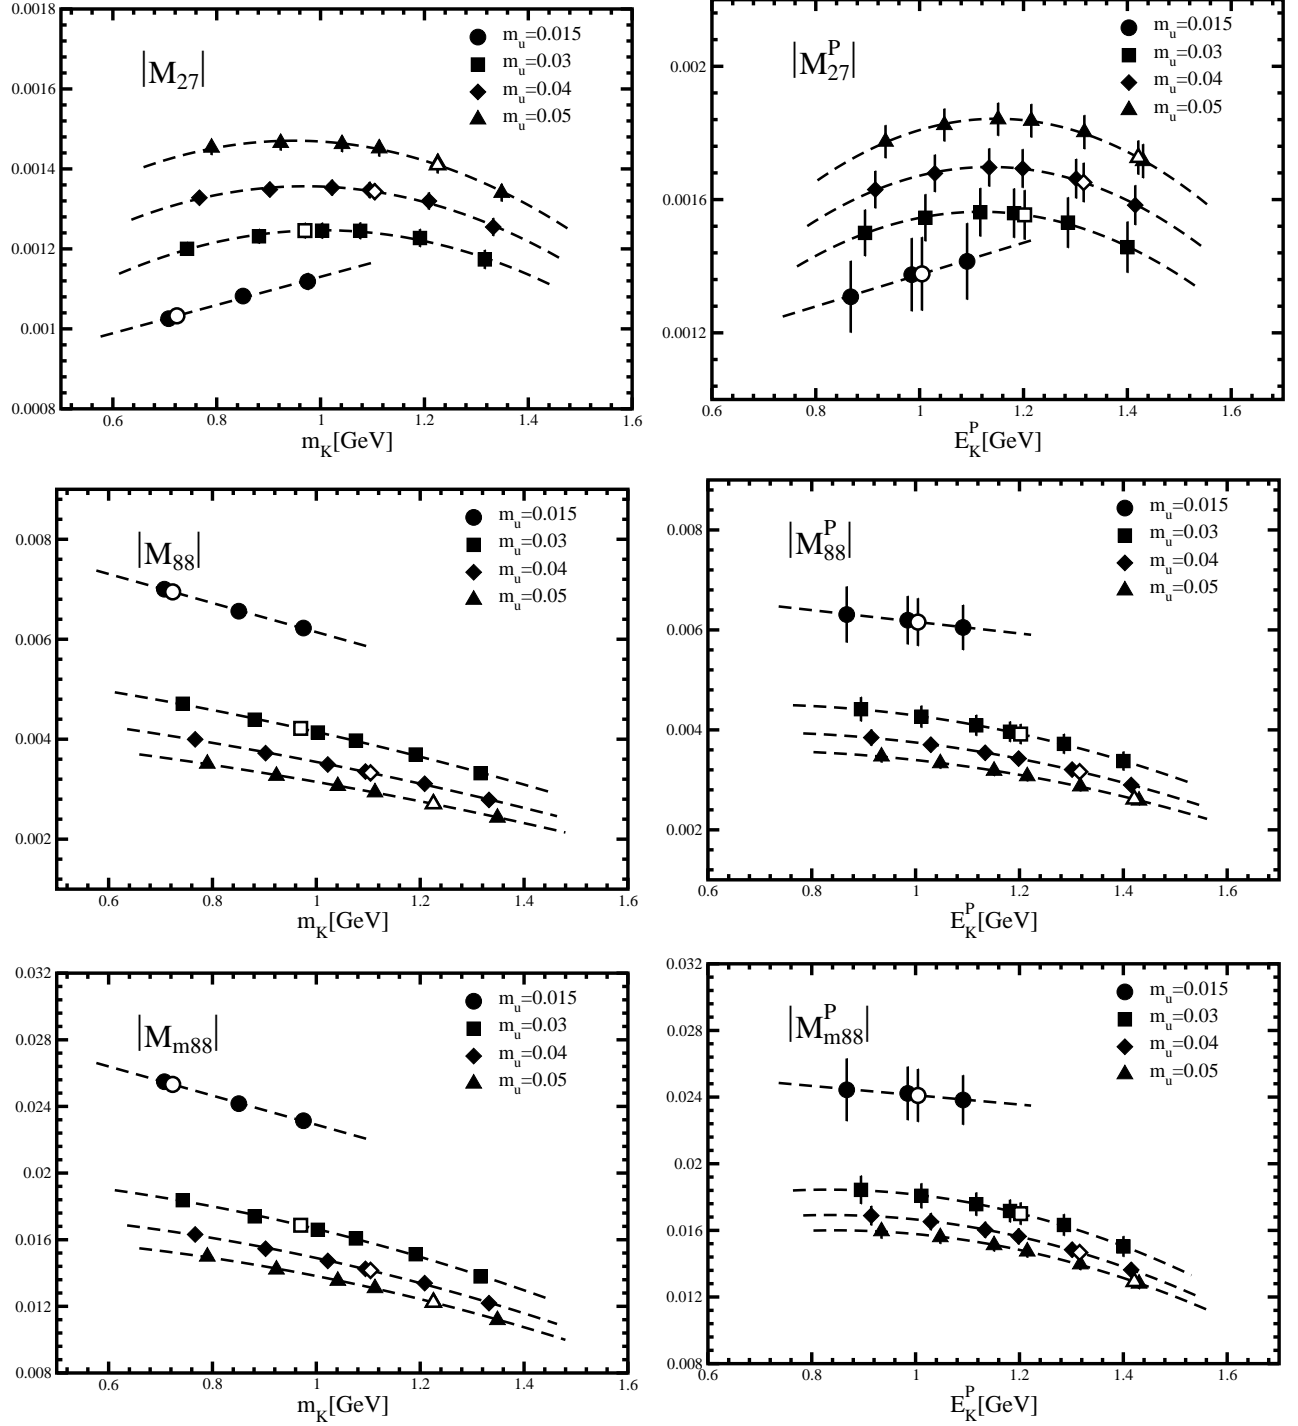 |M27|
m_u=0.015
m_u=0.03
m_u=0.04
m_u=0.05
0.0018
0.0016
0.0014
0.0012
0.001
0.0008
0.6 0.8 1 1.2 1.4 1.6
m_K[GeV]
|M^P_27|
m_u=0.015
m_u=0.03
m_u=0.04
m_u=0.05
0.002
0.0016
0.0012
0.6 0.8 1 1.2 1.4 1.6
E^P_K[GeV]
|M88|
m_u=0.015
m_u=0.03
m_u=0.04
m_u=0.05
0.008
0.006
0.004
0.002
0.6 0.8 1 1.2 1.4 1.6
m_K[GeV]
|M^P_88|
m_u=0.015
m_u=0.03
m_u=0.04
m_u=0.05
0.008
0.006
0.004
0.002
0.6 0.8 1 1.2 1.4 1.6
E^P_K[GeV]
|M_m88|
m_u=0.015
m_u=0.03
m_u=0.04
m_u=0.05
0.032
0.028
0.024
0.02
0.016
0.012
0.008
0.6 0.8 1 1.2 1.4 1.6
m_K[GeV]
|M^P_m88|
m_u=0.015
m_u=0.03
m_u=0.04
m_u=0.05
0.032
0.028
0.024
0.02
0.016
0.012
0.008
0.6 0.8 1 1.2 1.4 1.6
E^P_K[GeV]